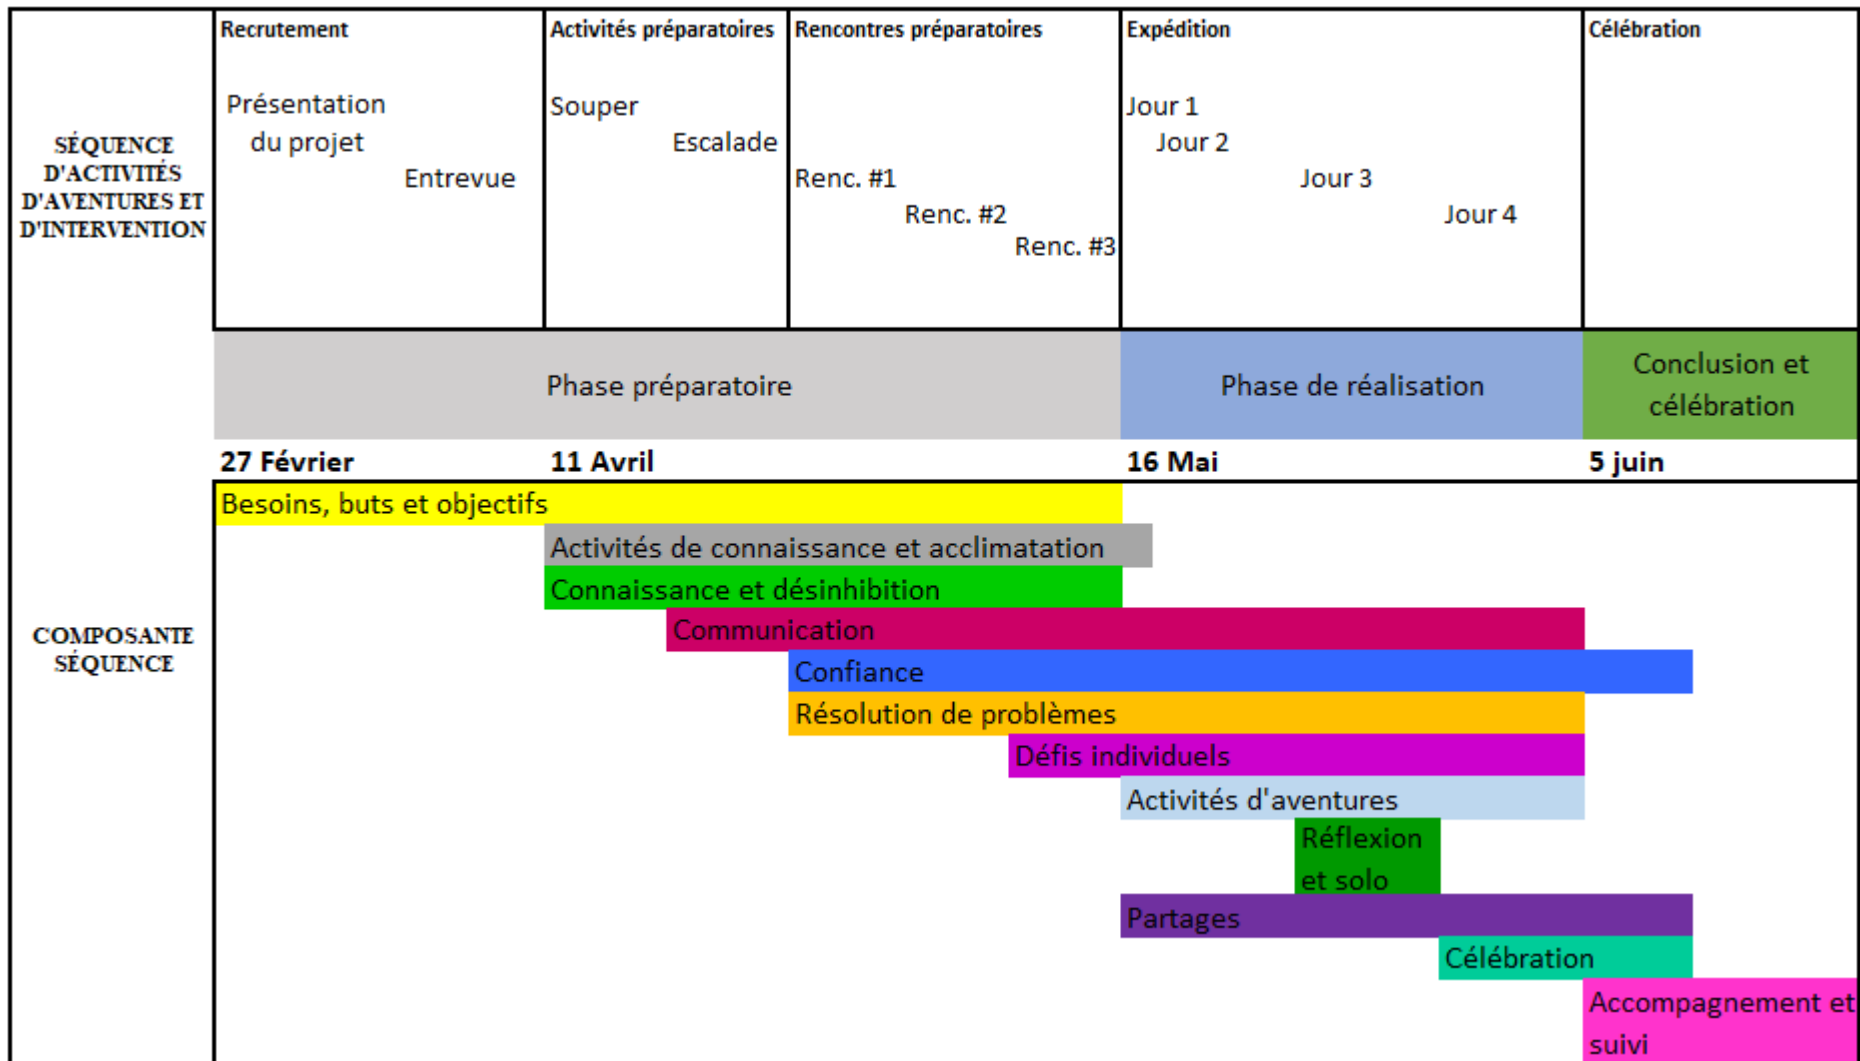 Recrutement
Activités préparatoires
Rencontres préparatoires
Expédition
Célébration
SÉQUENCE
D'ACTIVITÉS
D'AVENTURES ET
D'INTERVENTION
Présentation
du projet
Entrevue
Souper
Escalade
Renc. #1
Renc. #2
Renc. #3
Jour 1
Jour 2
Jour 3
Jour 4
Phase préparatoire
Phase de réalisation
Conclusion et
célébration
27 Février
11 Avril
16 Mai
5 juin
COMPOSANTE
SÉQUENCE
Besoins, buts et objectifs
Activités de connaissance et acclimatation
Connaissance et désinhibition
Communication
Confiance
Résolution de problèmes
Défis individuels
Activités d'aventures
Réflexion
et solo
Partages
Célébration
Accompagnement et
suivi